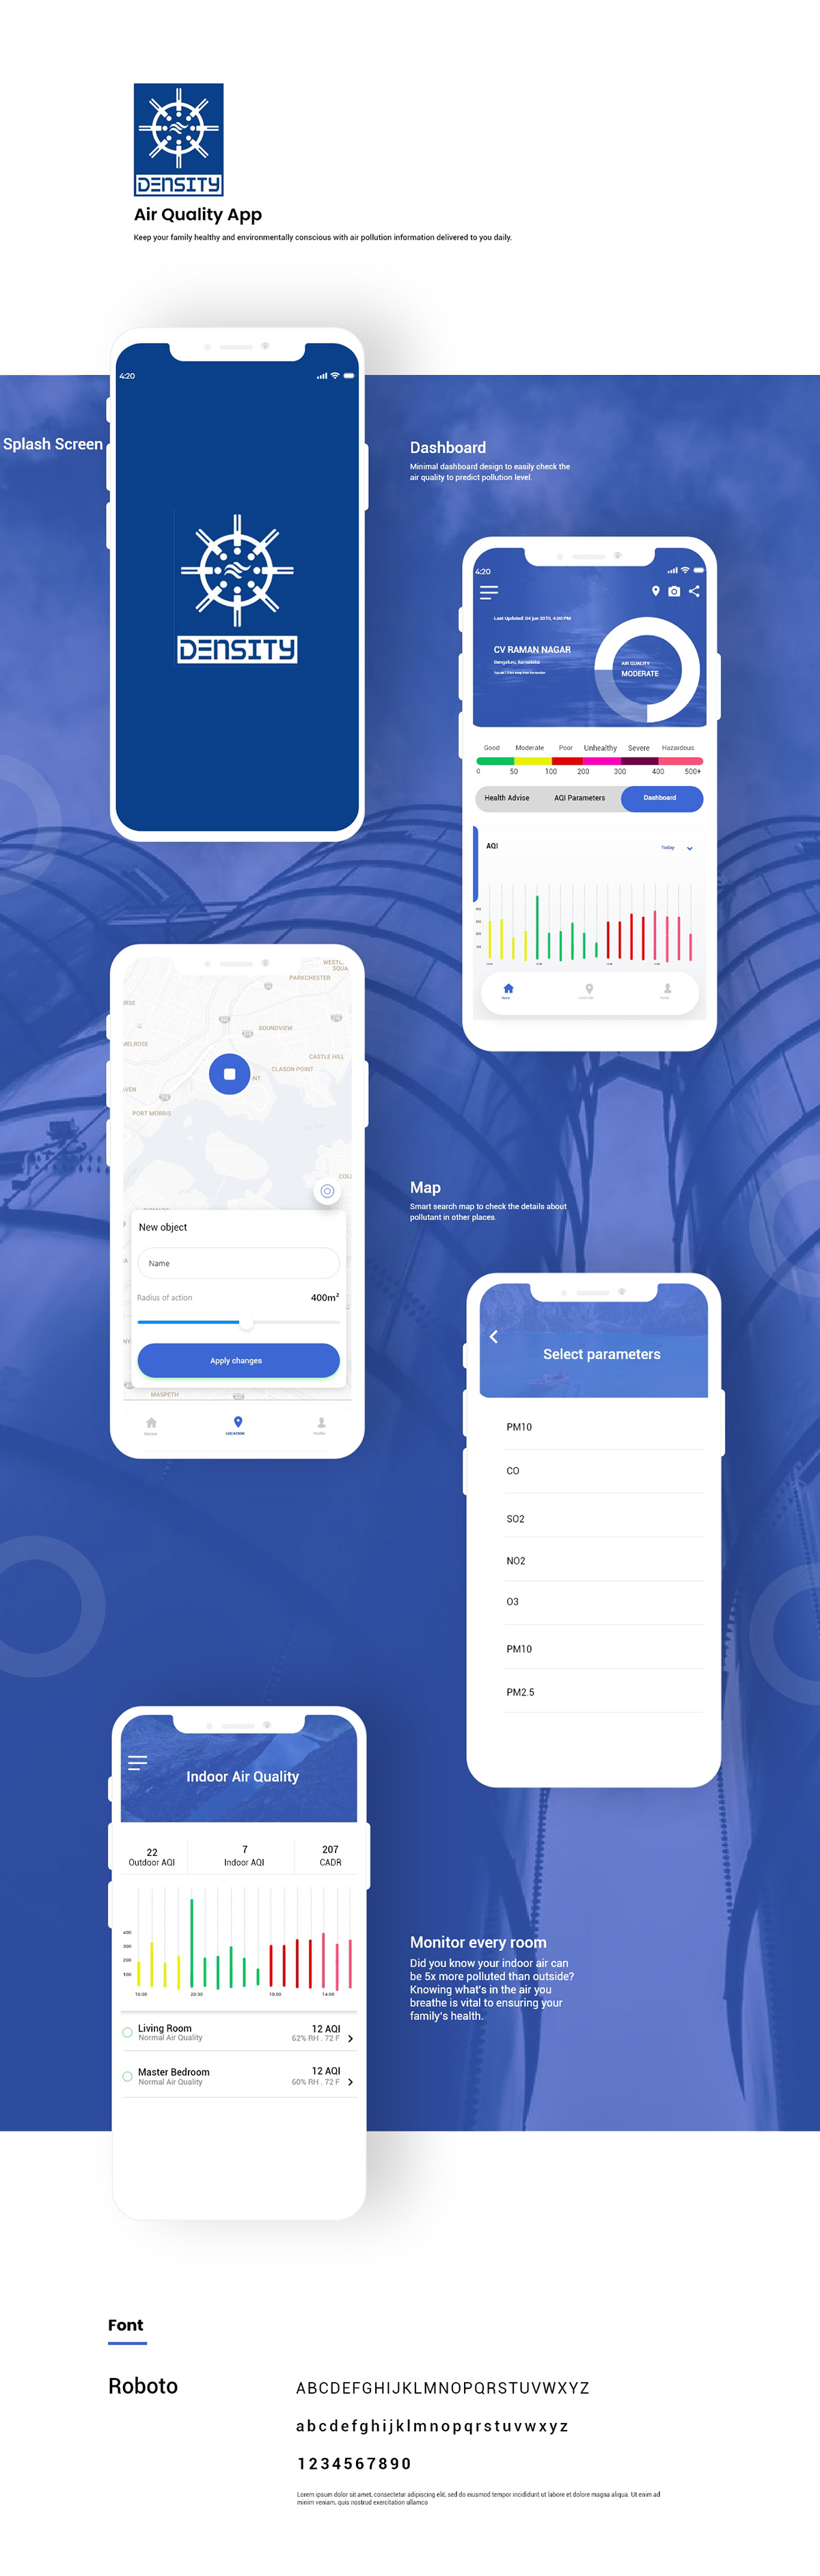 DENSITY
Air Quality App
Keep your family healthy and environmentally conscious with air pollution information delivered to you daily.
4:20
Splash Screen
DENSITY
Dashboard
Minimal dashboard design to easily check the
air quality to predict pollution level.
4:20
Last Updated: 04 jun 2019, 4:00 PM
CV RAMAN NAGAR
Bengaluru, karnataka
AIR QUALITY
MODERATE
Good Moderate Poor Unhealthy Severe Hazardous
0 50 100 200 300 400 500+
Health Advise AQI Parameters Dashboard
AQI
Today
400
300
200
100
Home LOCATION Profile
PARKCHESTER
SOUNDVIEW
CASTLE HILL
CLASON POINT
PORT MORRIS
New object
Name
Radius of action 400m²
Apply changes
MASPETH
LOCATION
Profile
Map
Smart search map to check the details about
pollutant in other places.
Select parameters
PM10
CO
SO2
NO2
O3
PM10
PM2.5
Indoor Air Quality
22 7 207
Outdoor AQI Indoor AQI CADR
400
300
200
100
Living Room 12 AQI
Normal Air Quality 62% RH . 72 F
Master Bedroom 12 AQI
Normal Air Quality 60% RH . 72 F
Monitor every room
Did you know your indoor air can
be 5x more polluted than outside?
Knowing what's in the air you
breathe is vital to ensuring your
family's health.
Font
Roboto
ABCDEFGHIJKLMNOPQRSTUVWXYZ
abcdefghijklmnopqrstuvwxyz
1234567890
Lorem ipsum dolor sit amet, consectetur adipiscing elit, sed do eiusmod tempor incididunt ut labore et dolore magna aliqua. Ut enim ad
minim veniam, quis nostrud exercitation ullamco